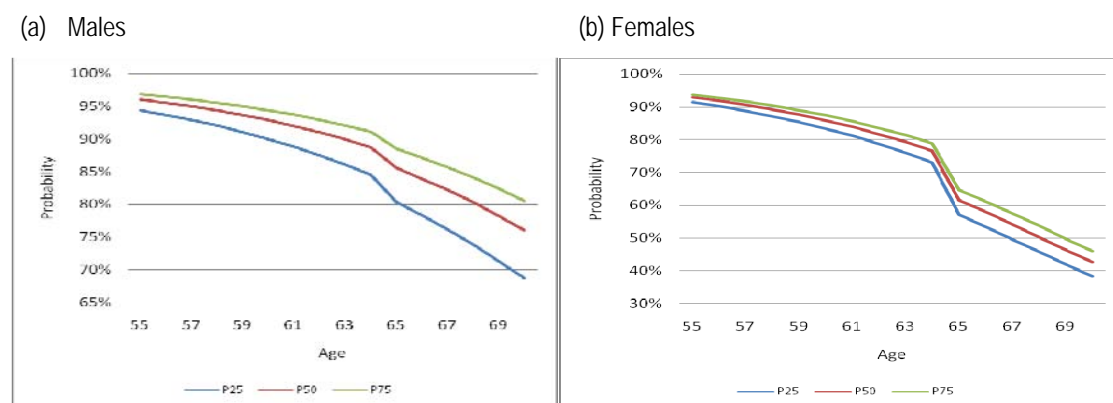 (a) Males
(b) Females
100%
95%
90%
85%
80%
75%
70%
65%
Probability
55 57 59 61 63 65 67 69
Age
P25 P50 P75
100%
90%
80%
70%
60%
50%
40%
30%
Probability
55 57 59 61 63 65 67 69
Age
P25 P50 P75